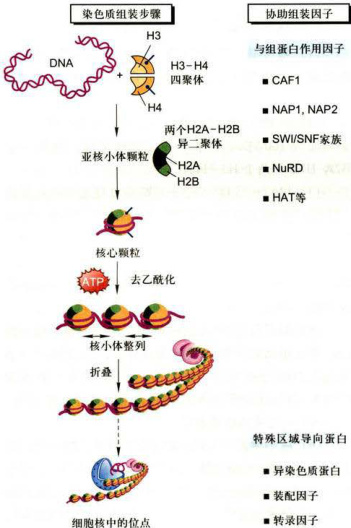 染色质组装步骤
协助组装因子
H3
DNA
+
H3-H4
四聚体
H4
与组蛋白作用因子
■ CAF1
■ NAP1, NAP2
■ SWI/SNF家族
■ NuRD
■ HAT等
两个H2A-H2B
异二聚体
亚核小体颗粒
H2A
H2B
核心颗粒
ATP
去乙酰化
核小体整列
折叠
细胞核中的位点
特殊区域导向蛋白
■ 异染色质蛋白
■ 装配因子
■ 转录因子